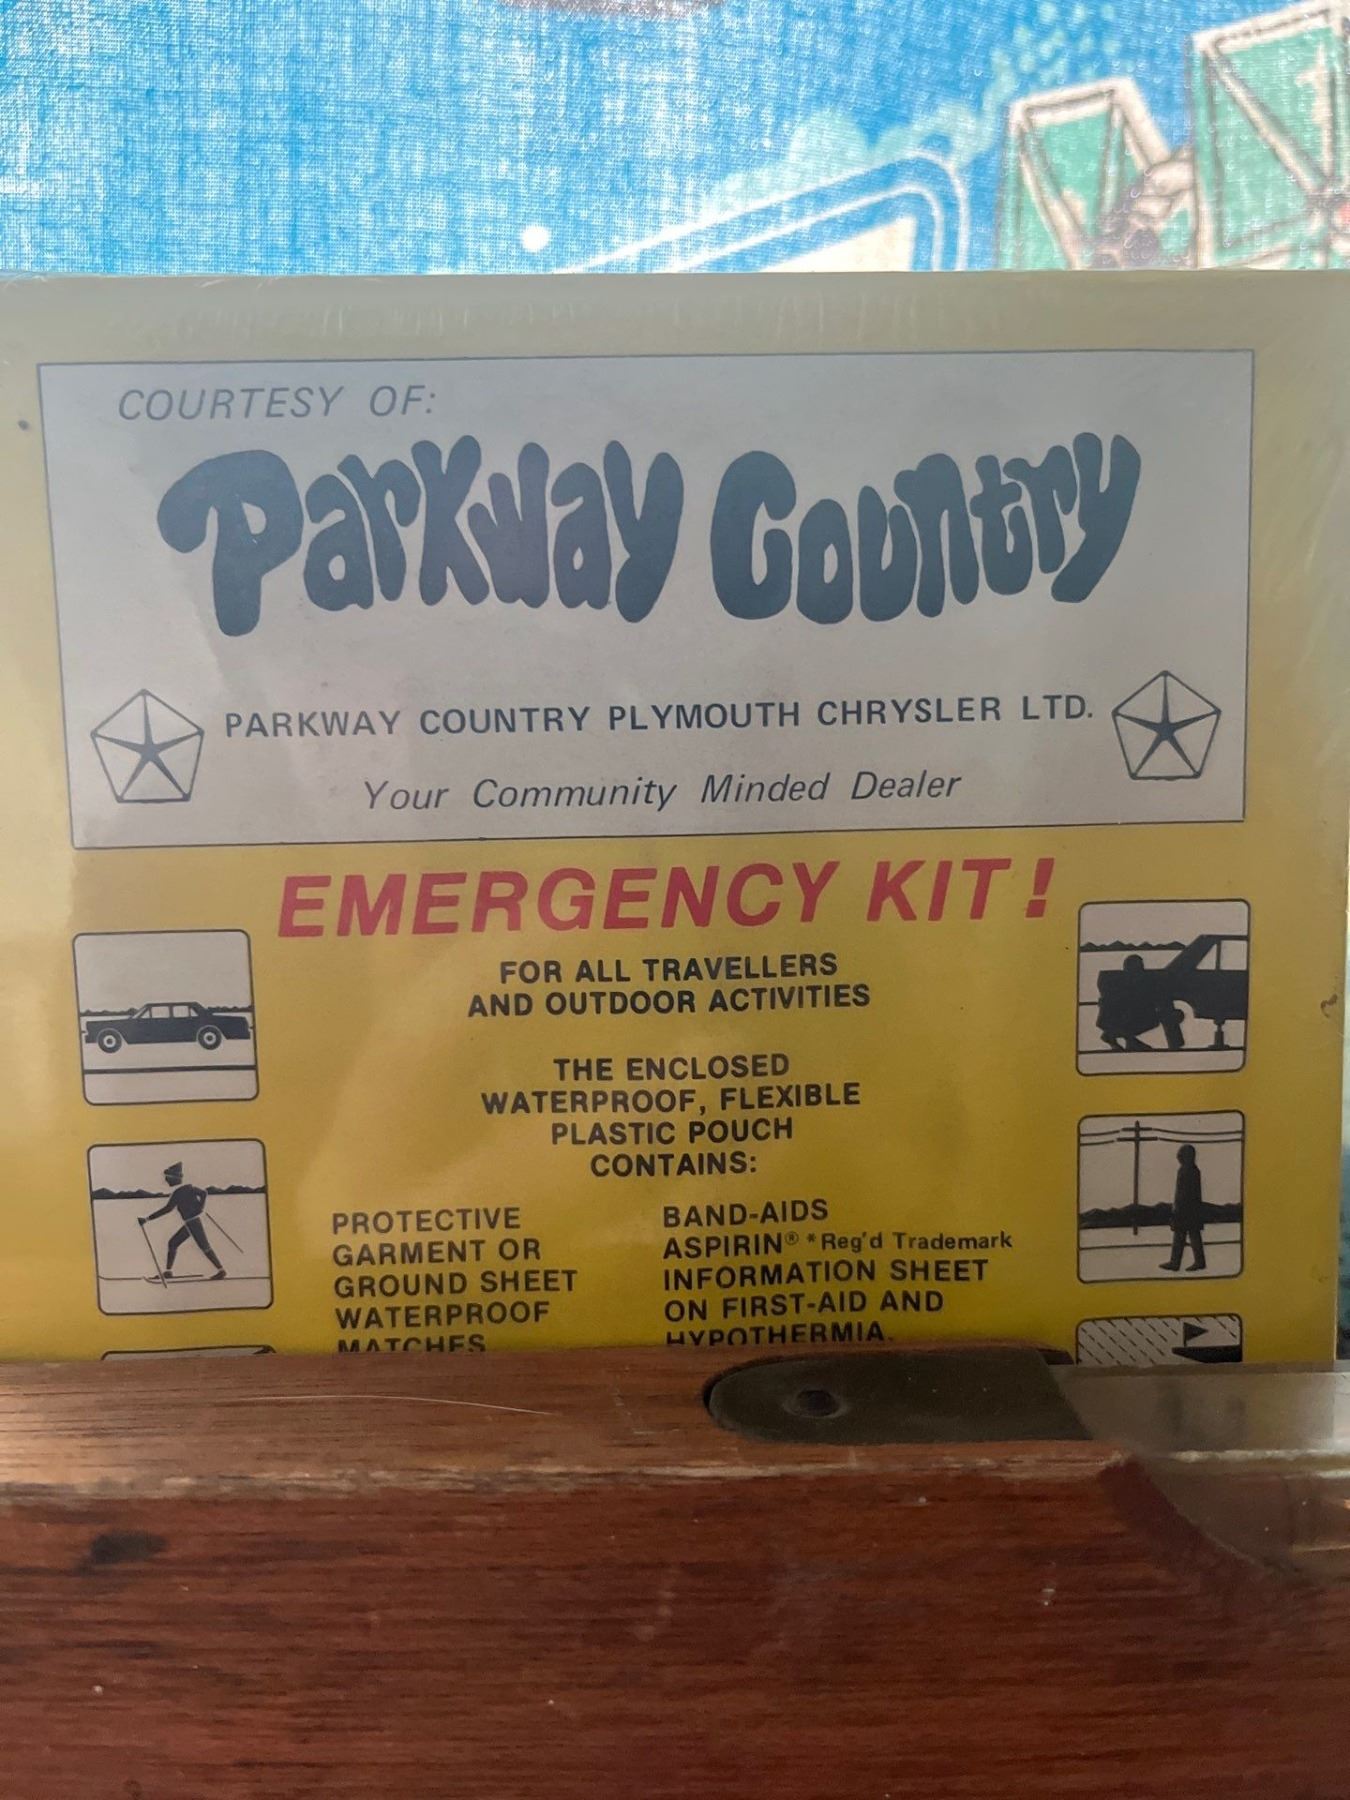 COURTESY OF:
Parkway Country
PARKWAY COUNTRY PLYMOUTH CHRYSLER LTD.
Your Community Minded Dealer
EMERGENCY KIT!
FOR ALL TRAVELLERS
AND OUTDOOR ACTIVITIES
THE ENCLOSED
WATERPROOF, FLEXIBLE
PLASTIC POUCH
CONTAINS:
PROTECTIVE
GARMENT OR
GROUND SHEET
WATERPROOF
MATCHES
BAND-AIDS
ASPIRIN® *Reg'd Trademark
INFORMATION SHEET
ON FIRST-AID AND
HYPOTHERMIA.